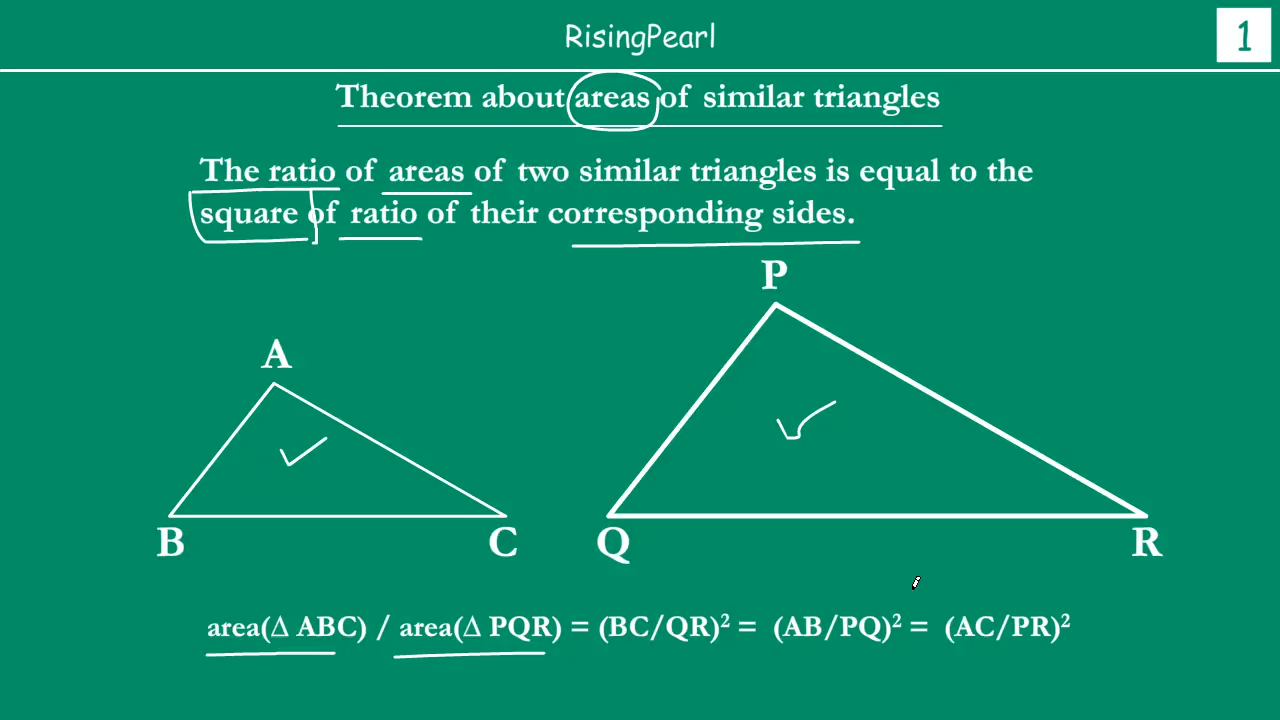 RisingPearl
1
Theorem about areas of similar triangles
The ratio of areas of two similar triangles is equal to the
square of ratio of their corresponding sides.
P
A
B
C
Q
R
area(Δ ABC) / area(Δ PQR) = (BC/QR)² = (AB/PQ)² = (AC/PR)²